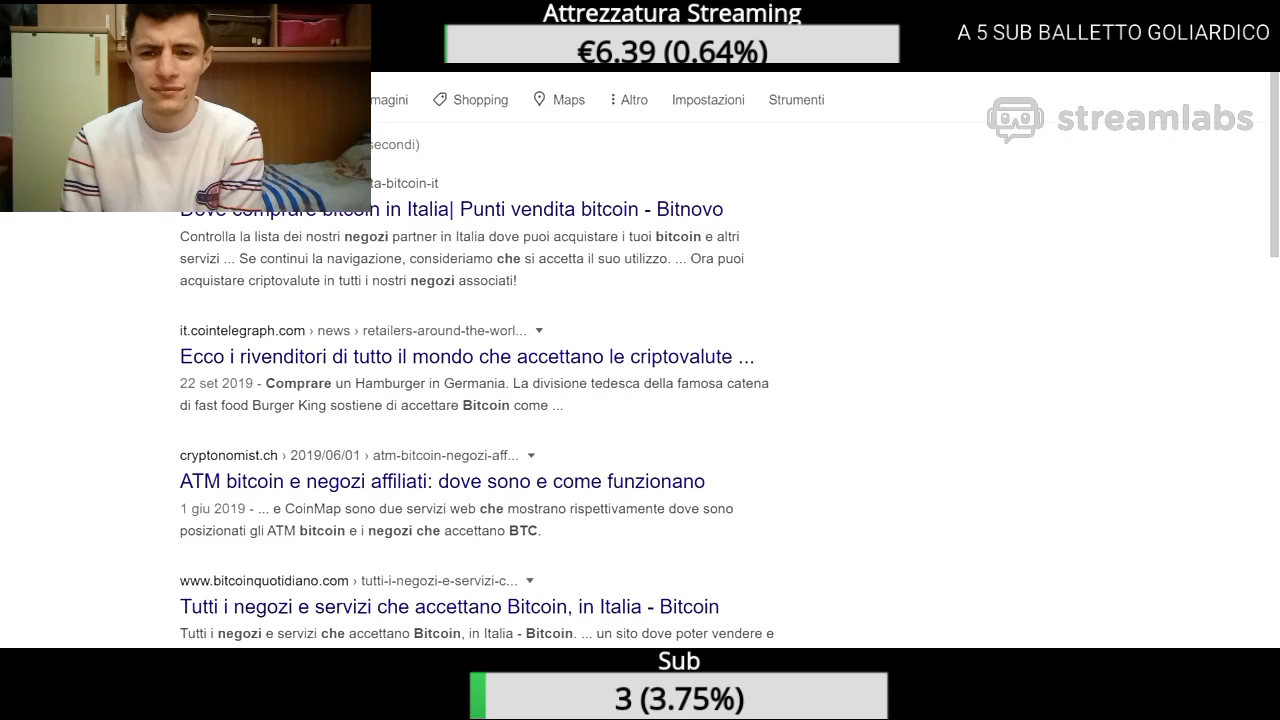 Attrezzatura Streaming
€6.39 (0.64%)
A 5 SUB BALLETTO GOLIARDICO
Shopping
Maps
Altro
Impostazioni
Strumenti
streamlabs
secondi)
ta-bitcoin-it
Dove comprare bitcoin in Italia| Punti vendita bitcoin - Bitnovo
Controlla la lista dei nostri negozi partner in Italia dove puoi acquistare i tuoi bitcoin e altri
servizi ... Se continui la navigazione, consideriamo che si accetta il suo utilizzo. ... Ora puoi
acquistare criptovalute in tutti i nostri negozi associati!
it.cointelegraph.com › news › retailers-around-the-worl...
Ecco i rivenditori di tutto il mondo che accettano le criptovalute ...
22 set 2019 - Comprare un Hamburger in Germania. La divisione tedesca della famosa catena
di fast food Burger King sostiene di accettare Bitcoin come ...
cryptonomist.ch › 2019/06/01 › atm-bitcoin-negozi-aff...
ATM bitcoin e negozi affiliati: dove sono e come funzionano
1 giu 2019 - ... e CoinMap sono due servizi web che mostrano rispettivamente dove sono
posizionati gli ATM bitcoin e i negozi che accettano BTC.
www.bitcoinquotidiano.com › tutti-i-negozi-e-servizi-c...
Tutti i negozi e servizi che accettano Bitcoin, in Italia - Bitcoin
Tutti i negozi e servizi che accettano Bitcoin, in Italia - Bitcoin. ... un sito dove poter vendere e
Sub
3 (3.75%)